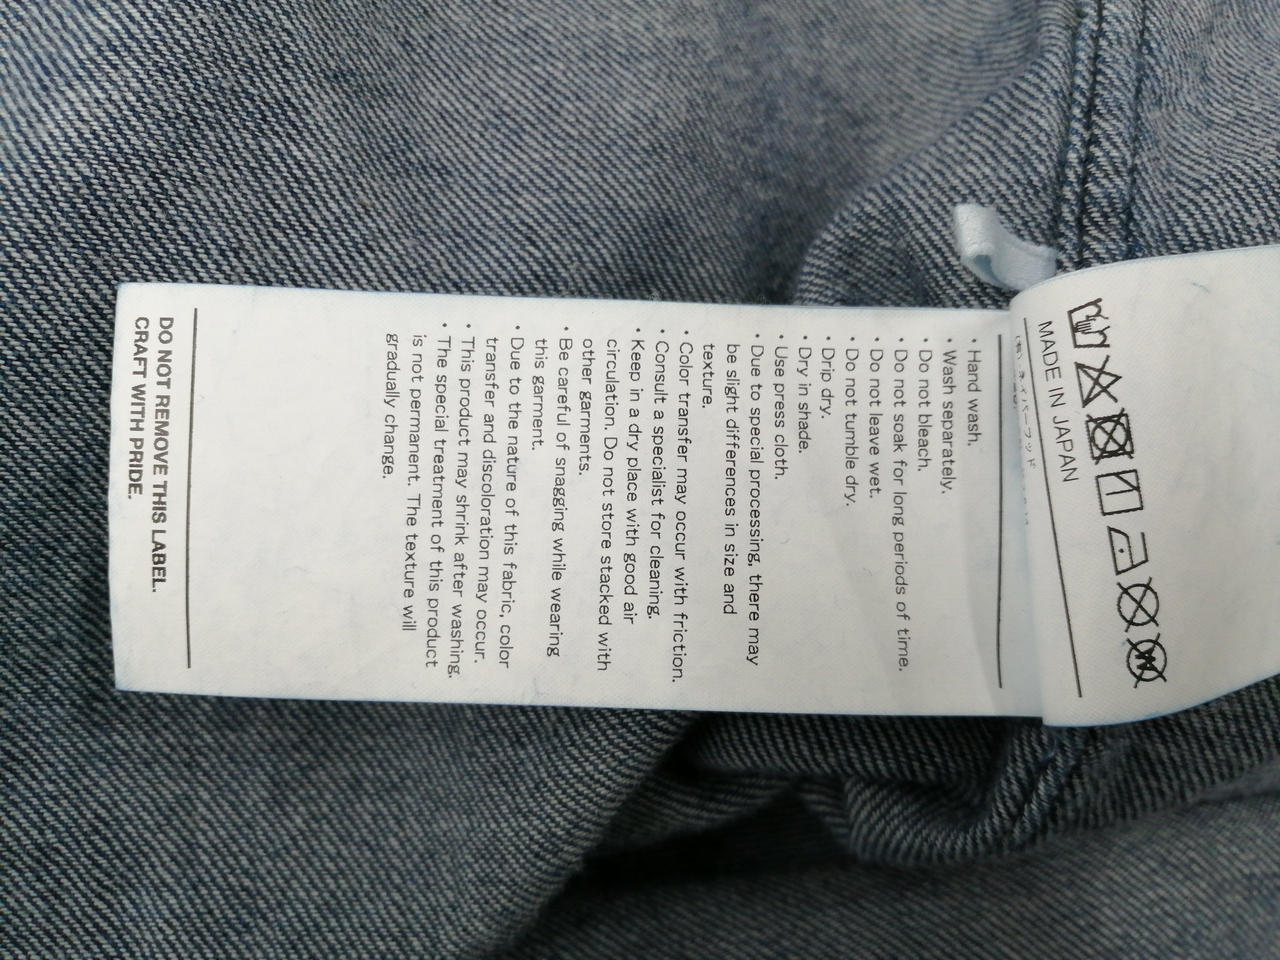 MADE IN JAPAN
• Hand wash.
• Wash separately.
• Do not bleach.
• Do not soak for long periods of time.
• Do not leave wet.
• Do not tumble dry.
• Drip dry.
• Dry in shade.
• Use press cloth.
• Due to special processing, there may
be slight differences in size and
texture.
• Color transfer may occur with friction.
• Consult a specialist for cleaning.
• Keep in a dry place with good air
circulation. Do not store stacked with
other garments.
• Be careful of snagging while wearing
this garment.
• Due to the nature of this fabric, color
transfer and discoloration may occur.
• This product may shrink after washing.
• The special treatment of this product
is not permanent. The texture will
gradually change.
DO NOT REMOVE THIS LABEL.
CRAFT WITH PRIDE.